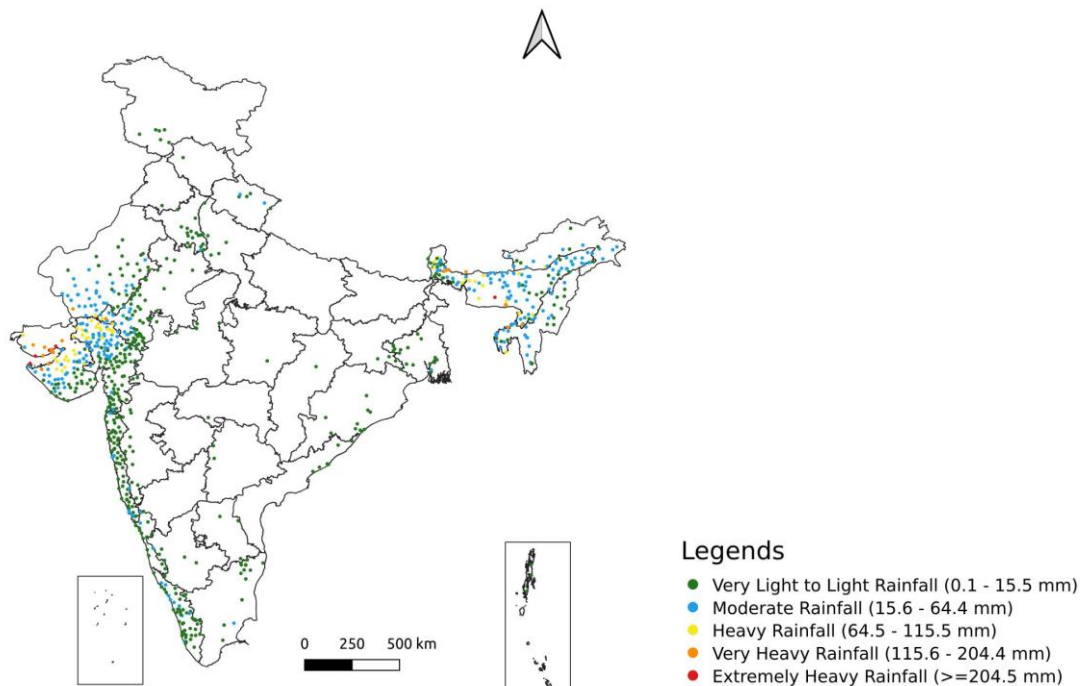 0 250 500 km
Legends
Very Light to Light Rainfall (0.1 - 15.5 mm)
Moderate Rainfall (15.6 - 64.4 mm)
Heavy Rainfall (64.5 - 115.5 mm)
Very Heavy Rainfall (115.6 - 204.4 mm)
Extremely Heavy Rainfall (>=204.5 mm)